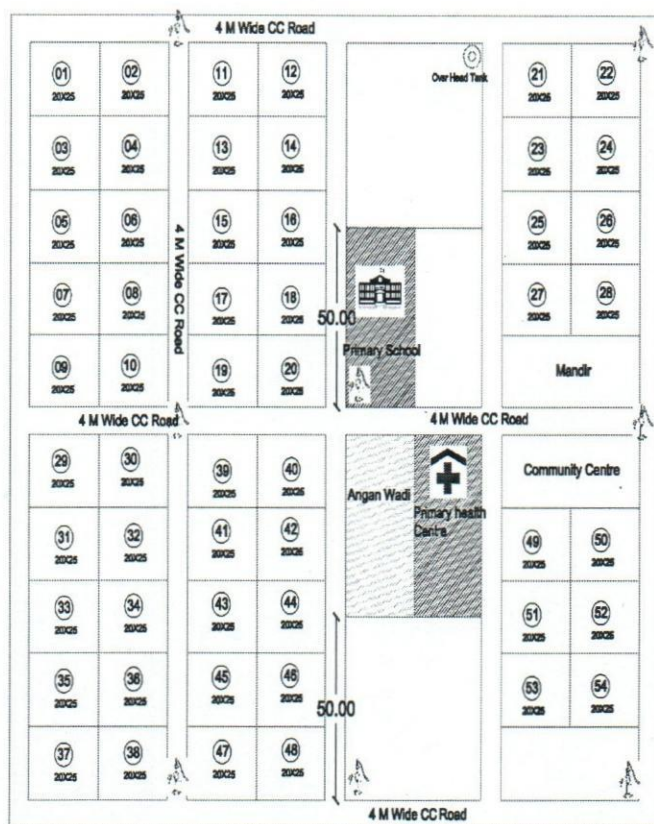 4 M Wide CC Road
01 02 11 12 Over Head Tank 21 22
20X25 20X25 20X25 20X25 20X25 20X25
03 04 13 14 23 24
20X25 20X25 20X25 20X25 20X25 20X25
05 06 15 16 25 26
20X25 20X25 20X25 20X25 20X25 20X25
4 M Wide CC Road
07 08 17 18 27 28
20X25 20X25 20X25 20X25 20X25 20X25
50.00
Primary School
09 10 19 20 Mandir
20X25 20X25 20X25 20X25
4 M Wide CC Road 4 M Wide CC Road
29 30 39 40 Community Centre
20X25 20X25 20X25 20X25
Angan Wadi
Primary health
Centre
31 32 41 42 49 50
20X25 20X25 20X25 20X25 20X25 20X25
33 34 43 44 51 52
20X25 20X25 20X25 20X25 20X25 20X25
35 36 45 46 53 54
20X25 20X25 20X25 20X25 20X25 20X25
50.00
37 38 47 48
20X25 20X25 20X25 20X25
4 M Wide CC Road